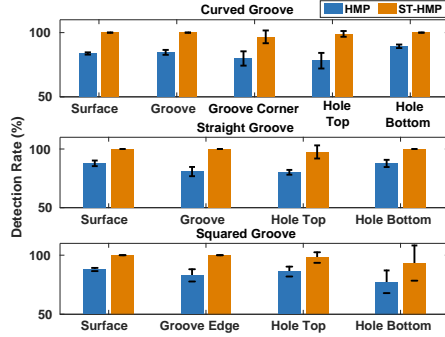 Curved Groove
HMP ST-HMP
100
50
Surface Groove Groove Corner Hole Top Hole Bottom
Straight Groove
100
50
Surface Groove Hole Top Hole Bottom
Squared Groove
100
50
Surface Groove Edge Hole Top Hole Bottom
Detection Rate (%)